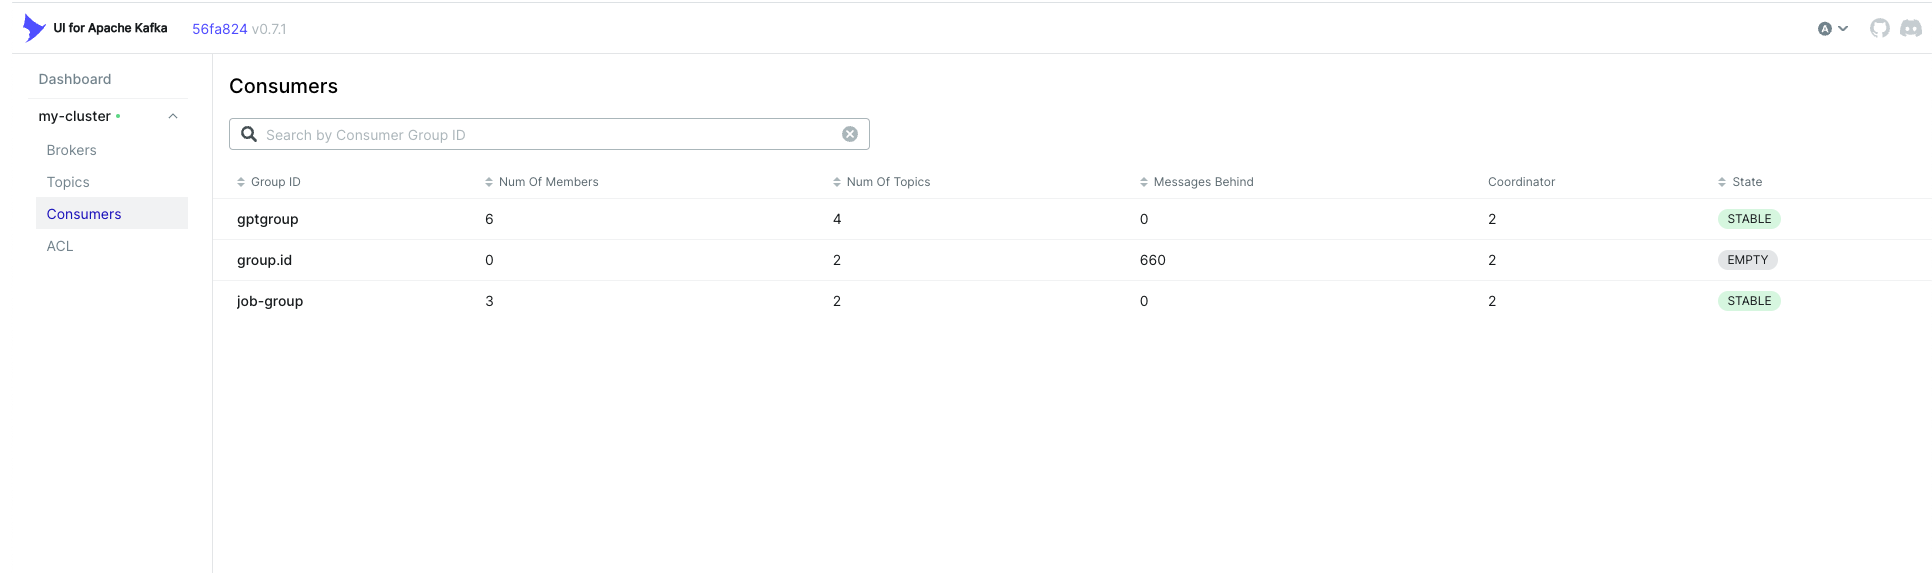 UI for Apache Kafka 56fa824 v0.7.1 A
Dashboard
my-cluster
Brokers
Topics
Consumers
ACL
Consumers
Search by Consumer Group ID
Group ID Num Of Members Num Of Topics Messages Behind Coordinator State
gptgroup 6 4 0 2 STABLE
group.id 0 2 660 2 EMPTY
job-group 3 2 0 2 STABLE